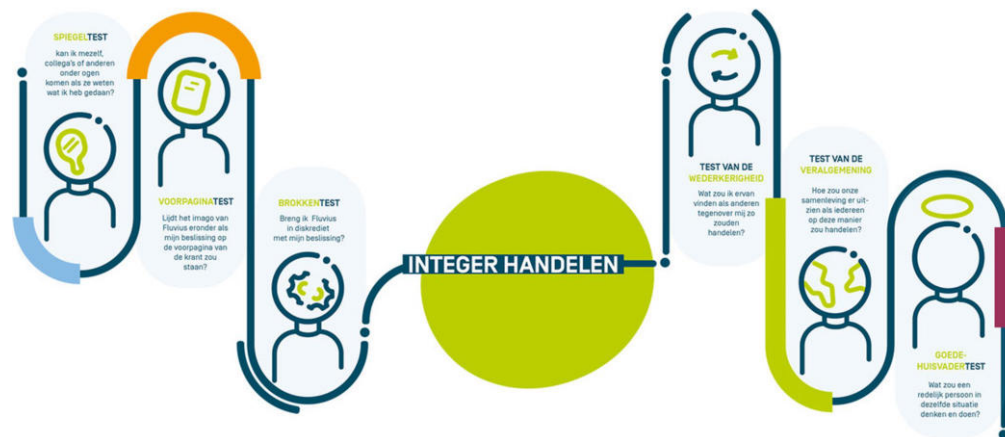 SPIEGELTEST
kan ik mezelf,
collega's of anderen
onder ogen
komen als ze weten
wat ik heb gedaan?
VOORPAGINATEST
Lijdt het imago van
Fluvius eronder als
mijn beslissing op
de voorpagina van
de krant zou
staan?
BROKKENTEST
Breng ik Fluvius
in diskrediet
met mijn beslissing?
INTEGER HANDELEN
TEST VAN DE
WEDERKERIGHEID
Wat zou ik ervan
vinden als anderen
tegenover mij zo
zouden
handelen?
TEST VAN DE
VERALGEMENING
Hoe zou onze
samenleving er uit-
zien als iedereen
op deze manier
zou handelen?
GOEDE-
HUISVADERTEST
Wat zou een
redelijk persoon in
dezelfde situatie
denken en doen?